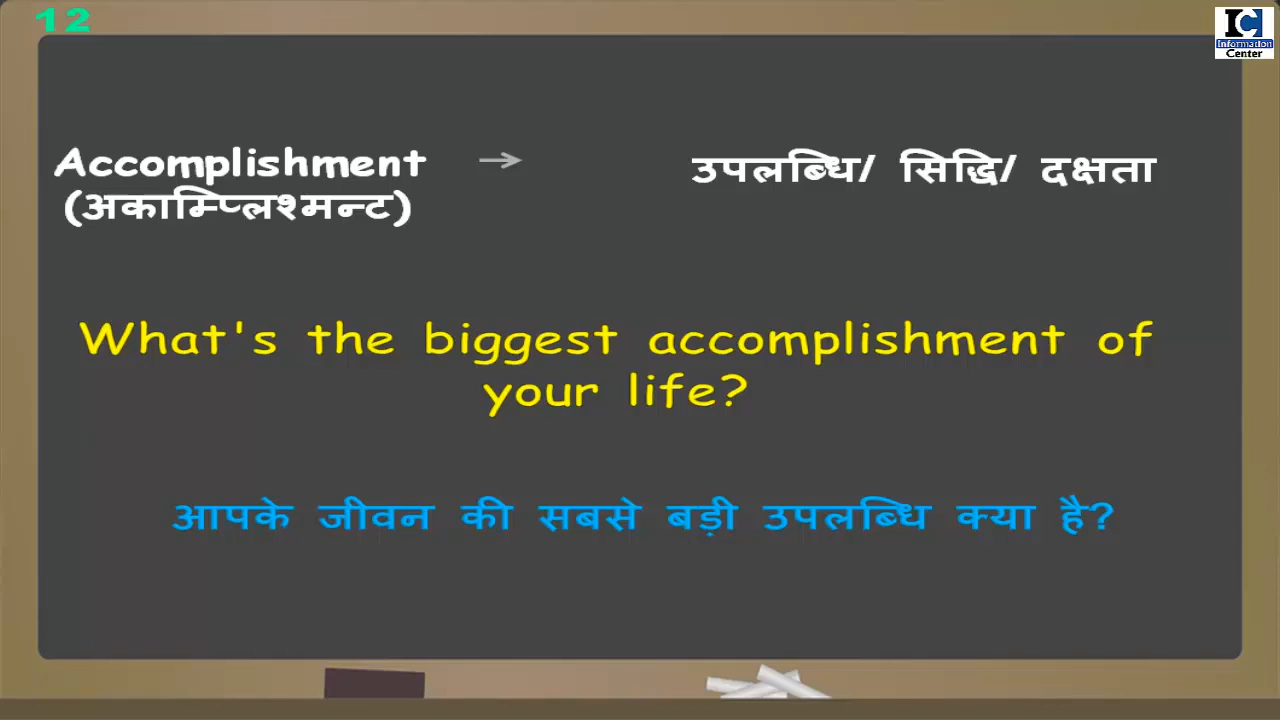 12
IC
Information
Center
Accomplishment → उपलब्धि/ सिद्धि/ दक्षता
(अकाम्प्लिश्मन्ट)
What's the biggest accomplishment of
your life?
आपके जीवन की सबसे बड़ी उपलब्धि क्या है?